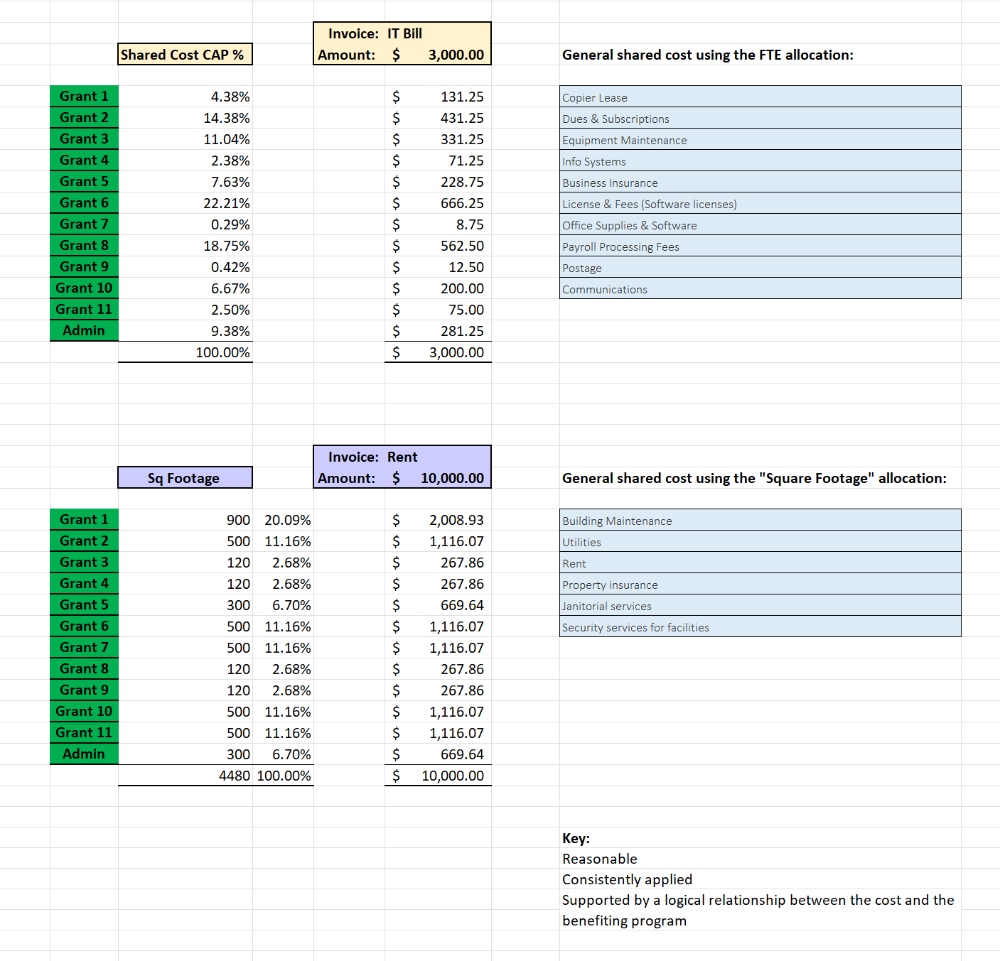 Invoice: IT Bill
Shared Cost CAP % Amount: $ 3,000.00 General shared cost using the FTE allocation:
Grant 1 4.38% $ 131.25 Copier Lease
Grant 2 14.38% $ 431.25 Dues & Subscriptions
Grant 3 11.04% $ 331.25 Equipment Maintenance
Grant 4 2.38% $ 71.25 Info Systems
Grant 5 7.63% $ 228.75 Business Insurance
Grant 6 22.21% $ 666.25 License & Fees (Software licenses)
Grant 7 0.29% $ 8.75 Office Supplies & Software
Grant 8 18.75% $ 562.50 Payroll Processing Fees
Grant 9 0.42% $ 12.50 Postage
Grant 10 6.67% $ 200.00 Communications
Grant 11 2.50% $ 75.00
Admin 9.38% $ 281.25
100.00% $ 3,000.00
Invoice: Rent
Sq Footage Amount: $ 10,000.00 General shared cost using the "Square Footage" allocation:
Grant 1 900 20.09% $ 2,008.93 Building Maintenance
Grant 2 500 11.16% $ 1,116.07 Utilities
Grant 3 120 2.68% $ 267.86 Rent
Grant 4 120 2.68% $ 267.86 Property insurance
Grant 5 300 6.70% $ 669.64 Janitorial services
Grant 6 500 11.16% $ 1,116.07 Security services for facilities
Grant 7 500 11.16% $ 1,116.07
Grant 8 120 2.68% $ 267.86
Grant 9 120 2.68% $ 267.86
Grant 10 500 11.16% $ 1,116.07
Grant 11 500 11.16% $ 1,116.07
Admin 300 6.70% $ 669.64
4480 100.00% $ 10,000.00
Key:
Reasonable
Consistently applied
Supported by a logical relationship between the cost and the
benefiting program